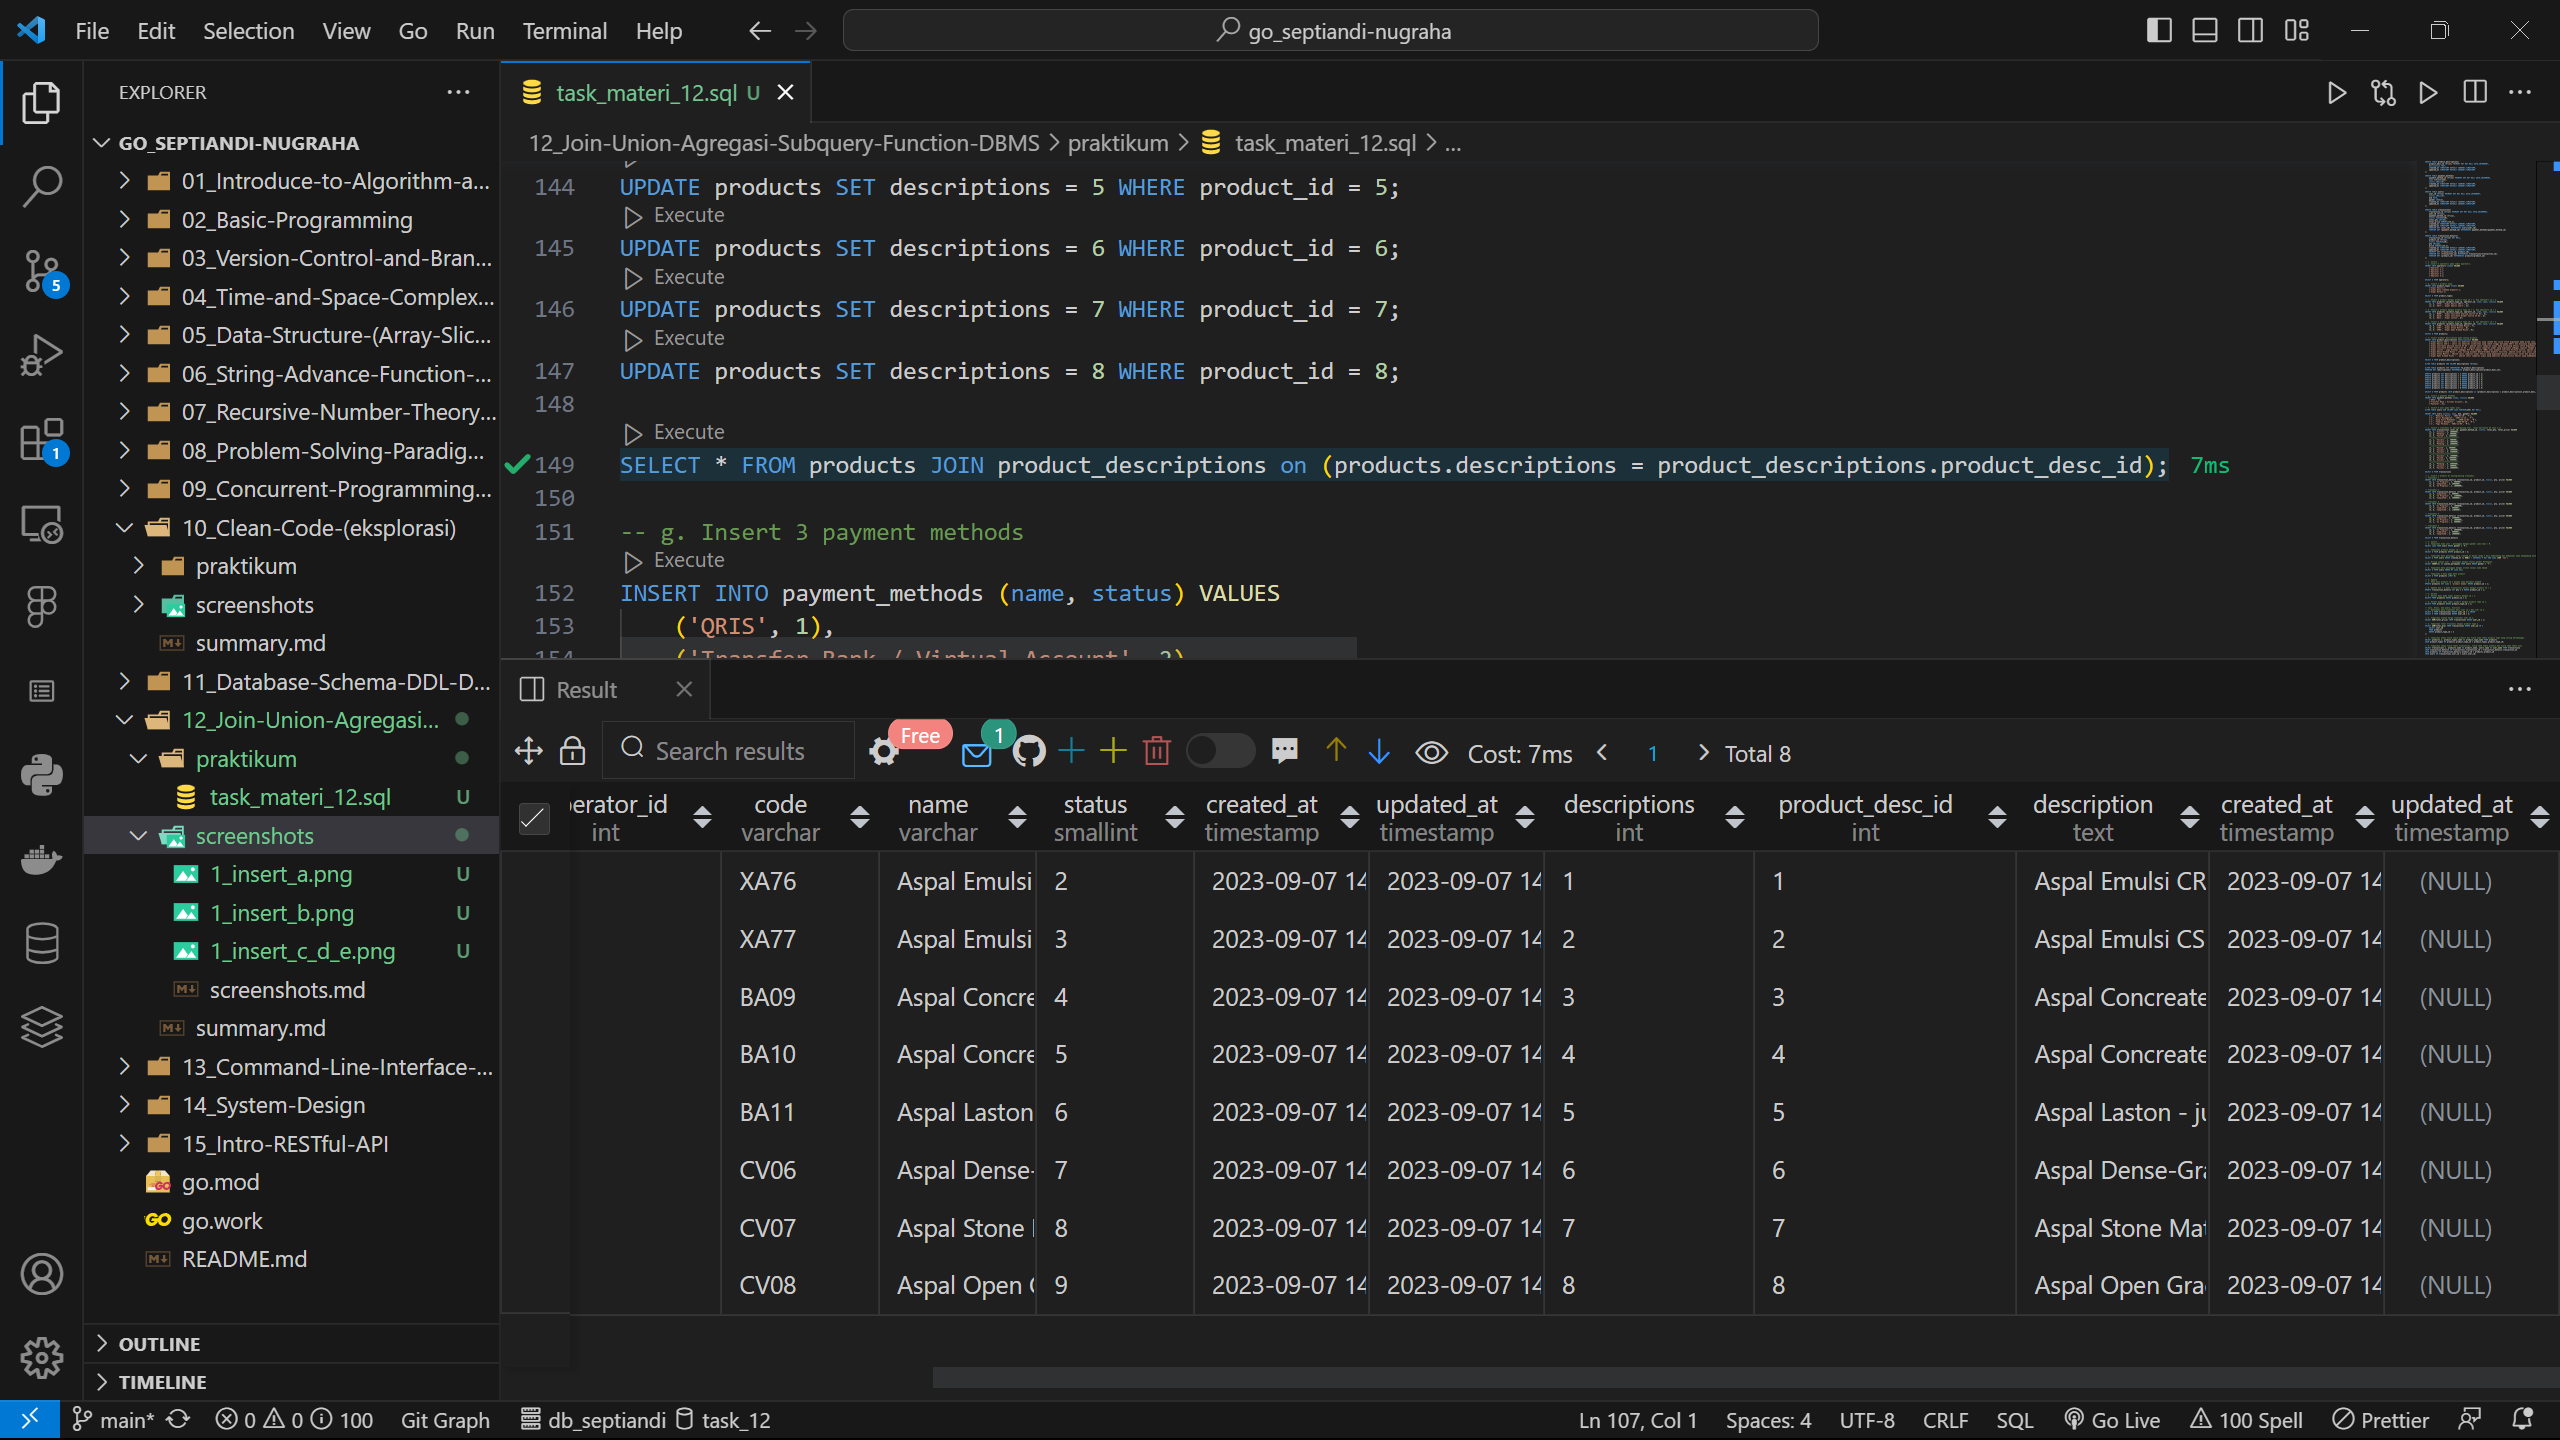 File Edit Selection View Go Run Terminal Help
go_septiandi-nugraha
EXPLORER
GO_SEPTIANDI-NUGRAHA
01_Introduce-to-Algorithm-a...
02_Basic-Programming
03_Version-Control-and-Bran...
04_Time-and-Space-Complex...
05_Data-Structure-(Array-Slic...
06_String-Advance-Function-...
07_Recursive-Number-Theory...
08_Problem-Solving-Paradig...
09_Concurrent-Programming...
10_Clean-Code-(eksplorasi)
praktikum
screenshots
summary.md
11_Database-Schema-DDL-D...
12_Join-Union-Agregasi...
praktikum
task_materi_12.sql U
screenshots
1_insert_a.png U
1_insert_b.png U
1_insert_c_d_e.png U
screenshots.md
summary.md
13_Command-Line-Interface-...
14_System-Design
15_Intro-RESTful-API
go.mod
GO go.work
README.md
OUTLINE
TIMELINE
5
1
task_materi_12.sql U
12_Join-Union-Agregasi-Subquery-Function-DBMS > praktikum > task_materi_12.sql > ...
144 UPDATE products SET descriptions = 5 WHERE product_id = 5;
Execute
145 UPDATE products SET descriptions = 6 WHERE product_id = 6;
Execute
146 UPDATE products SET descriptions = 7 WHERE product_id = 7;
Execute
147 UPDATE products SET descriptions = 8 WHERE product_id = 8;
148
Execute
149 SELECT * FROM products JOIN product_descriptions on (products.descriptions = product_descriptions.product_desc_id); 7ms
150
151 -- g. Insert 3 payment methods
Execute
152 INSERT INTO payment_methods (name, status) VALUES
153 ('QRIS', 1),
154 ('Transfer Bank / Virtual Account', 2)
Result
Search results Free 1 Cost: 7ms < 1 > Total 8
perator_id code name status created_at updated_at descriptions product_desc_id description created_at updated_at
int varchar varchar smallint timestamp timestamp int int text timestamp timestamp
XA76 Aspal Emulsi 2 2023-09-07 14 2023-09-07 14 1 1 Aspal Emulsi CR 2023-09-07 14 (NULL)
XA77 Aspal Emulsi 3 2023-09-07 14 2023-09-07 14 2 2 Aspal Emulsi CS 2023-09-07 14 (NULL)
BA09 Aspal Concre 4 2023-09-07 14 2023-09-07 14 3 3 Aspal Concreate 2023-09-07 14 (NULL)
BA10 Aspal Concre 5 2023-09-07 14 2023-09-07 14 4 4 Aspal Concreate 2023-09-07 14 (NULL)
BA11 Aspal Laston 6 2023-09-07 14 2023-09-07 14 5 5 Aspal Laston - ju 2023-09-07 14 (NULL)
CV06 Aspal Dense- 7 2023-09-07 14 2023-09-07 14 6 6 Aspal Dense-Gra 2023-09-07 14 (NULL)
CV07 Aspal Stone 8 2023-09-07 14 2023-09-07 14 7 7 Aspal Stone Mat 2023-09-07 14 (NULL)
CV08 Aspal Open 9 2023-09-07 14 2023-09-07 14 8 8 Aspal Open Gra 2023-09-07 14 (NULL)
main* 0 0 100 Git Graph db_septiandi task_12 Ln 107, Col 1 Spaces: 4 UTF-8 CRLF SQL Go Live 100 Spell Prettier